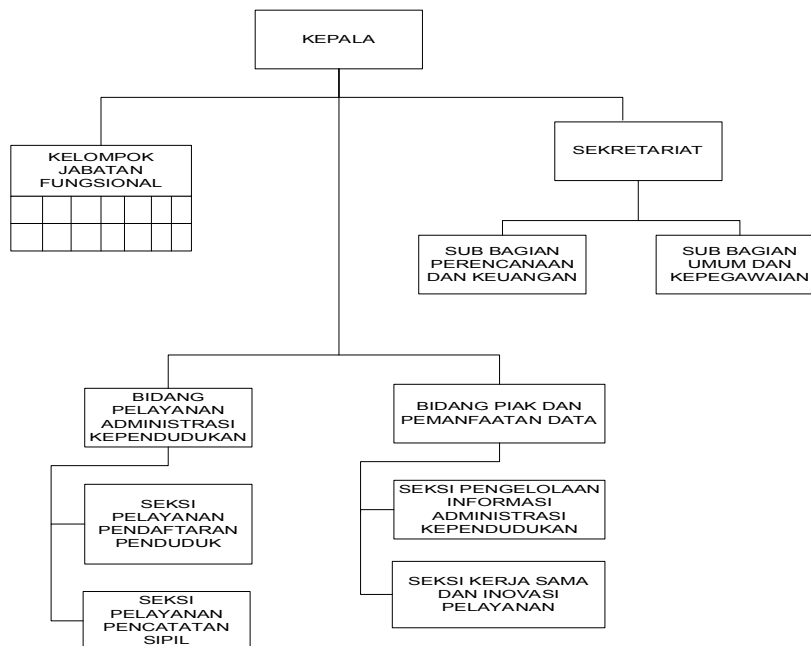 KEPALA
KELOMPOK
JABATAN
FUNGSIONAL
SEKRETARIAT
SUB BAGIAN
PERENCANAAN
DAN KEUANGAN
SUB BAGIAN
UMUM DAN
KEPEGAWAIAN
BIDANG
PELAYANAN
ADMINISTRASI
KEPENDUDUKAN
BIDANG PIAK DAN
PEMANFAATAN DATA
SEKSI
PELAYANAN
PENDAFTARAN
PENDUDUK
SEKSI PENGELOLAAN
INFORMASI
ADMINISTRASI
KEPENDUDUKAN
SEKSI
PELAYANAN
PENCATATAN
SIPIL
SEKSI KERJA SAMA
DAN INOVASI
PELAYANAN